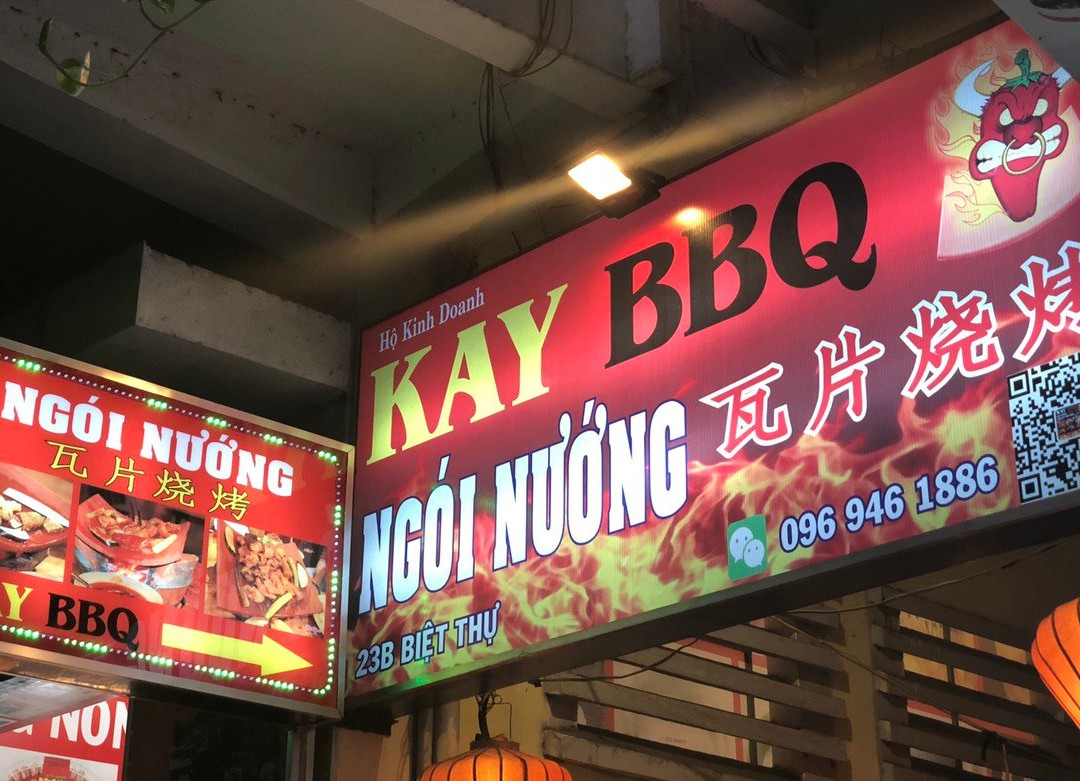 Hộ Kinh Doanh
KAY BBQ
NGÓI NƯỚNG
瓦片烧烤
096 946 1886
23B BIỆT THỰ
NGÓI NƯỚNG
瓦片烧烤
Y BBQ
NON